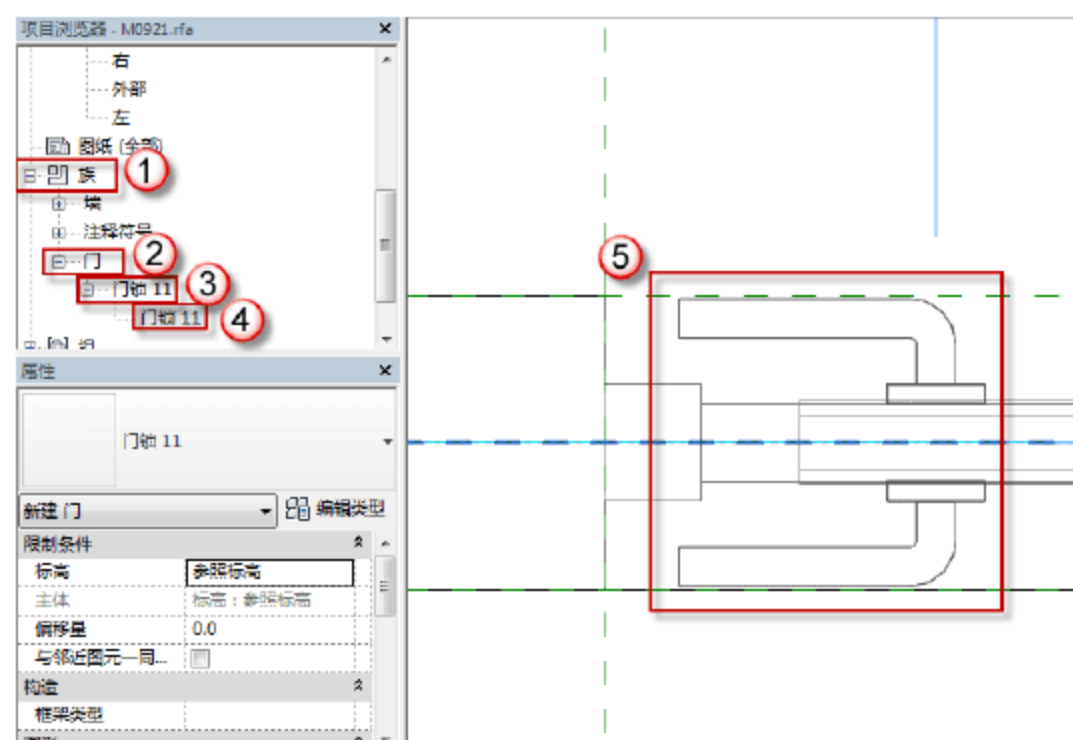 项目浏览器 - M0921.rfa
右
外部
左
图纸 (全部)
族
1
墙
注释符号
门
2
门锁 11
3
门锁 11
4
组
5
属性
门锁 11
新建 门
编辑类型
限制条件
标高
参照标高
主体
标高 : 参照标高
偏移量
0.0
与邻近图元一同...
构造
框架类型